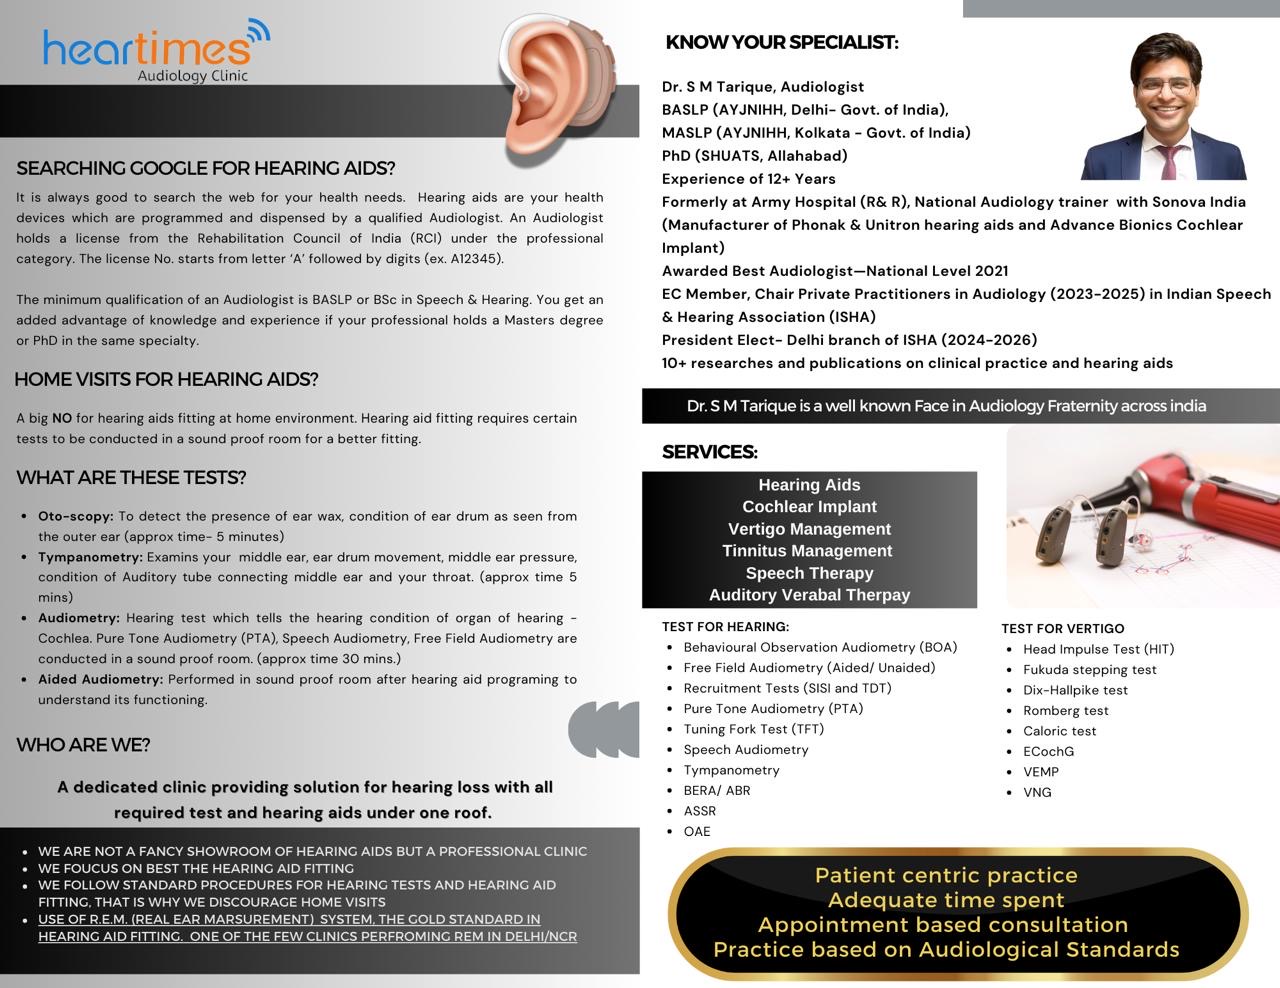 heartimes
Audiology Clinic
SEARCHING GOOGLE FOR HEARING AIDS?
It is always good to search the web for your health needs. Hearing aids are your health
devices which are programmed and dispensed by a qualified Audiologist. An Audiologist
holds a license from the Rehabilitation Council of India (RCI) under the professional
category. The license No. starts from letter ‘A’ followed by digits (ex. A12345).
The minimum qualification of an Audiologist is BASLP or BSc in Speech & Hearing. You get an
added advantage of knowledge and experience if your professional holds a Masters degree
or PhD in the same specialty.
HOME VISITS FOR HEARING AIDS?
A big NO for hearing aids fitting at home environment. Hearing aid fitting requires certain
tests to be conducted in a sound proof room for a better fitting.
WHAT ARE THESE TESTS?
• Oto-scopy: To detect the presence of ear wax, condition of ear drum as seen from
the outer ear (approx time- 5 minutes)
• Tympanometry: Examines your middle ear, ear drum movement, middle ear pressure,
condition of Auditory tube connecting middle ear and your throat. (approx time 5
mins)
• Audiometry: Hearing test which tells the hearing condition of organ of hearing -
Cochlea. Pure Tone Audiometry (PTA), Speech Audiometry, Free Field Audiometry are
conducted in a sound proof room. (approx time 30 mins.)
• Aided Audiometry: Performed in sound proof room after hearing aid programing to
understand its functioning.
WHO ARE WE?
A dedicated clinic providing solution for hearing loss with all
required test and hearing aids under one roof.
• WE ARE NOT A FANCY SHOWROOM OF HEARING AIDS BUT A PROFESSIONAL CLINIC
• WE FOUCUS ON BEST THE HEARING AID FITTING
• WE FOLLOW STANDARD PROCEDURES FOR HEARING TESTS AND HEARING AID
FITTING, THAT IS WHY WE DISCOURAGE HOME VISITS
• USE OF R.E.M. (REAL EAR MARSUREMENT) SYSTEM, THE GOLD STANDARD IN
HEARING AID FITTING. ONE OF THE FEW CLINICS PERFROMING REM IN DELHI/NCR
KNOW YOUR SPECIALIST:
Dr. S M Tarique, Audiologist
BASLP (AYJNIHH, Delhi- Govt. of India),
MASLP (AYJNIHH, Kolkata - Govt. of India)
PhD (SHUATS, Allahabad)
Experience of 12+ Years
Formerly at Army Hospital (R& R), National Audiology trainer with Sonova India
(Manufacturer of Phonak & Unitron hearing aids and Advance Bionics Cochlear
Implant)
Awarded Best Audiologist—National Level 2021
EC Member, Chair Private Practitioners in Audiology (2023-2025) in Indian Speech
& Hearing Association (ISHA)
President Elect- Delhi branch of ISHA (2024-2026)
10+ researches and publications on clinical practice and hearing aids
Dr. S M Tarique is a well known Face in Audiology Fraternity across india
SERVICES:
Hearing Aids
Cochlear Implant
Vertigo Management
Tinnitus Management
Speech Therapy
Auditory Verabal Therpay
TEST FOR HEARING:
• Behavioural Observation Audiometry (BOA)
• Free Field Audiometry (Aided/ Unaided)
• Recruitment Tests (SISI and TDT)
• Pure Tone Audiometry (PTA)
• Tuning Fork Test (TFT)
• Speech Audiometry
• Tympanometry
• BERA/ ABR
• ASSR
• OAE
TEST FOR VERTIGO
• Head Impulse Test (HIT)
• Fukuda stepping test
• Dix-Hallpike test
• Romberg test
• Caloric test
• ECochG
• VEMP
• VNG
Patient centric practice
Adequate time spent
Appointment based consultation
Practice based on Audiological Standards